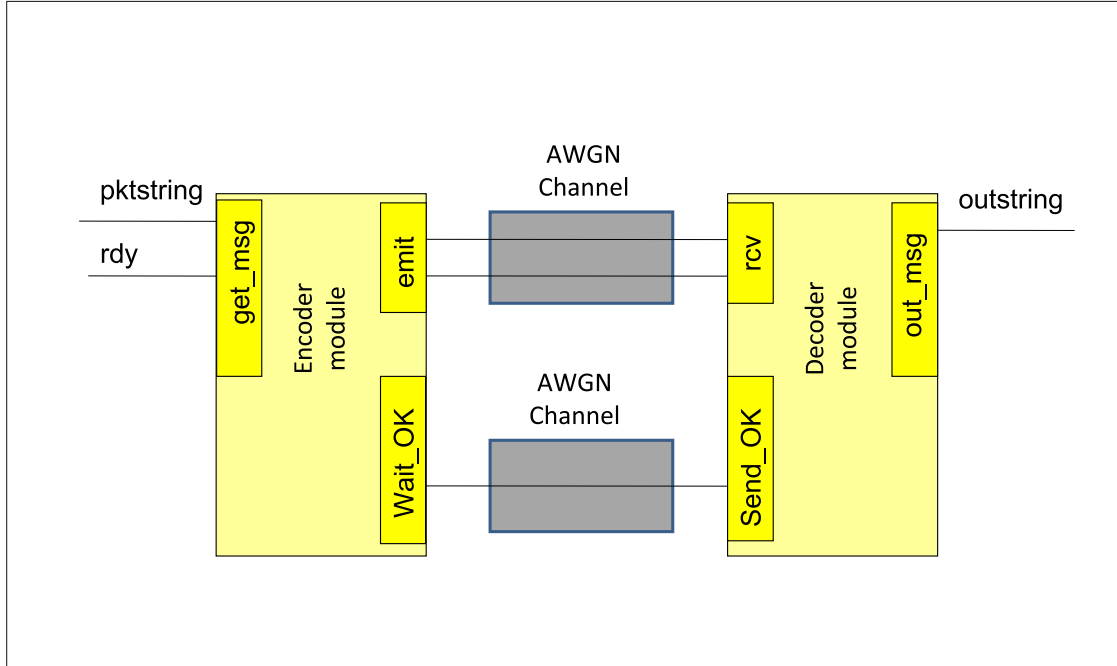 AWGN
Channel
pktstring
rdy
get_msg
Encoder
module
emit
Wait_OK
AWGN
Channel
rcv
Send_OK
Decoder
module
out_msg
outstring